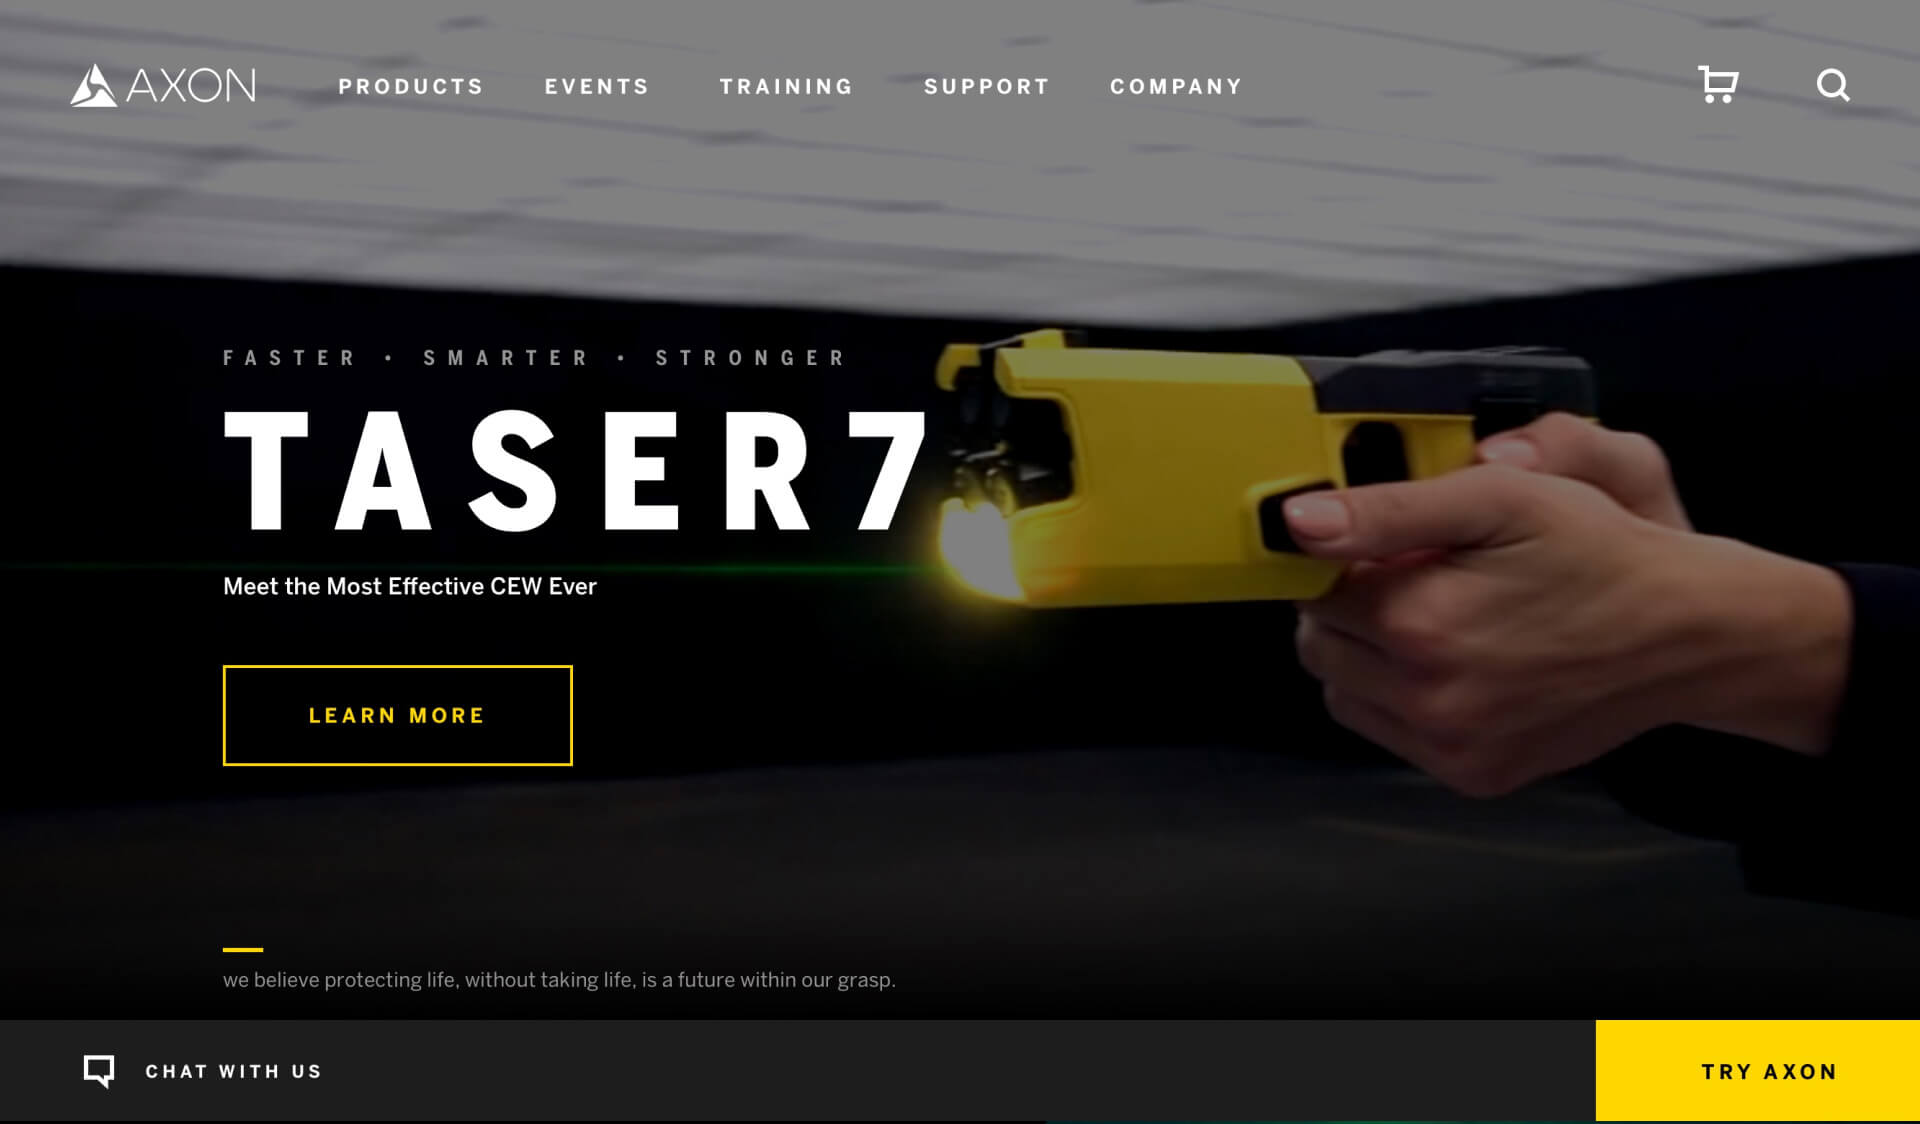 AXON
PRODUCTS
EVENTS
TRAINING
SUPPORT
COMPANY
FASTER • SMARTER • STRONGER
TASER7
Meet the Most Effective CEW Ever
LEARN MORE
we believe protecting life, without taking life, is a future within our grasp.
CHAT WITH US
TRY AXON